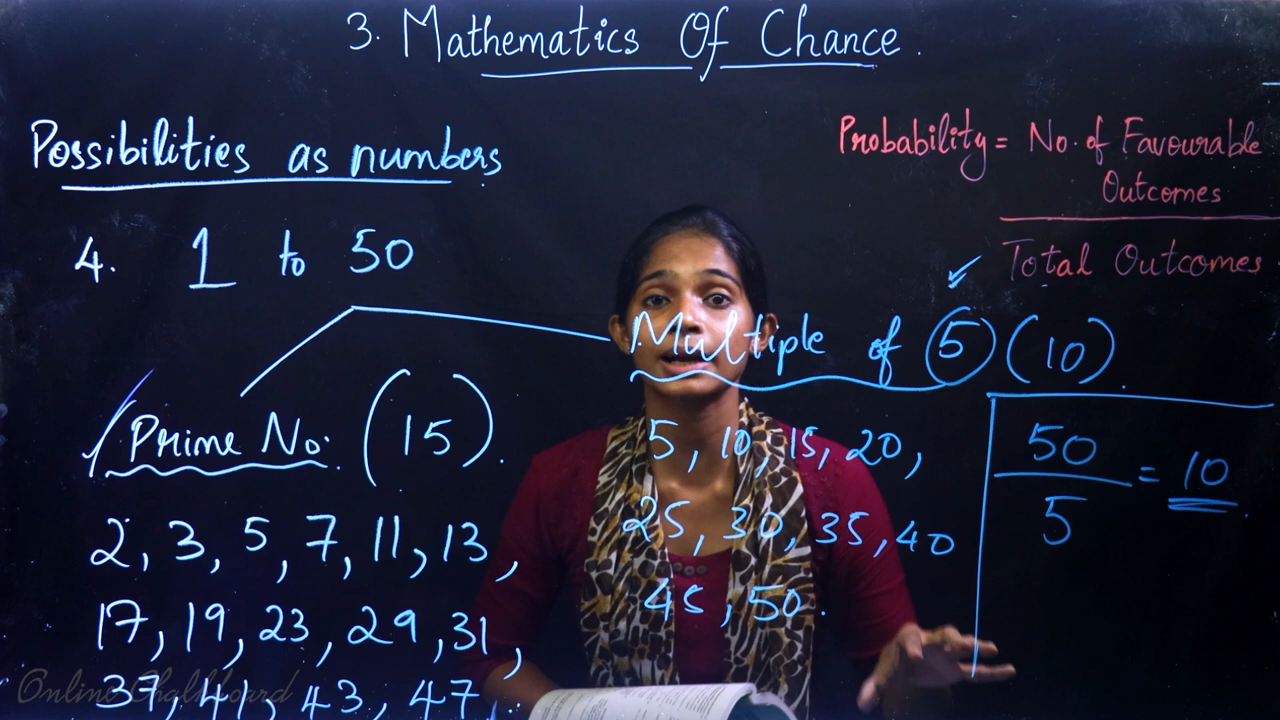 3. Mathematics Of Chance.
Possibilities as numbers
Probability = No. of Favourable
Outcomes
Total Outcomes
4. 1 to 50
✓
Multiple of 5 (10).
Prime No: (15).
2, 3, 5, 7, 11, 13,
17, 19, 23, 29, 31,
37, 41, 43, 47.
5, 10, 15, 20,
25, 30, 35, 40
45, 50.
50
5
= 10.
Online Chalkboard